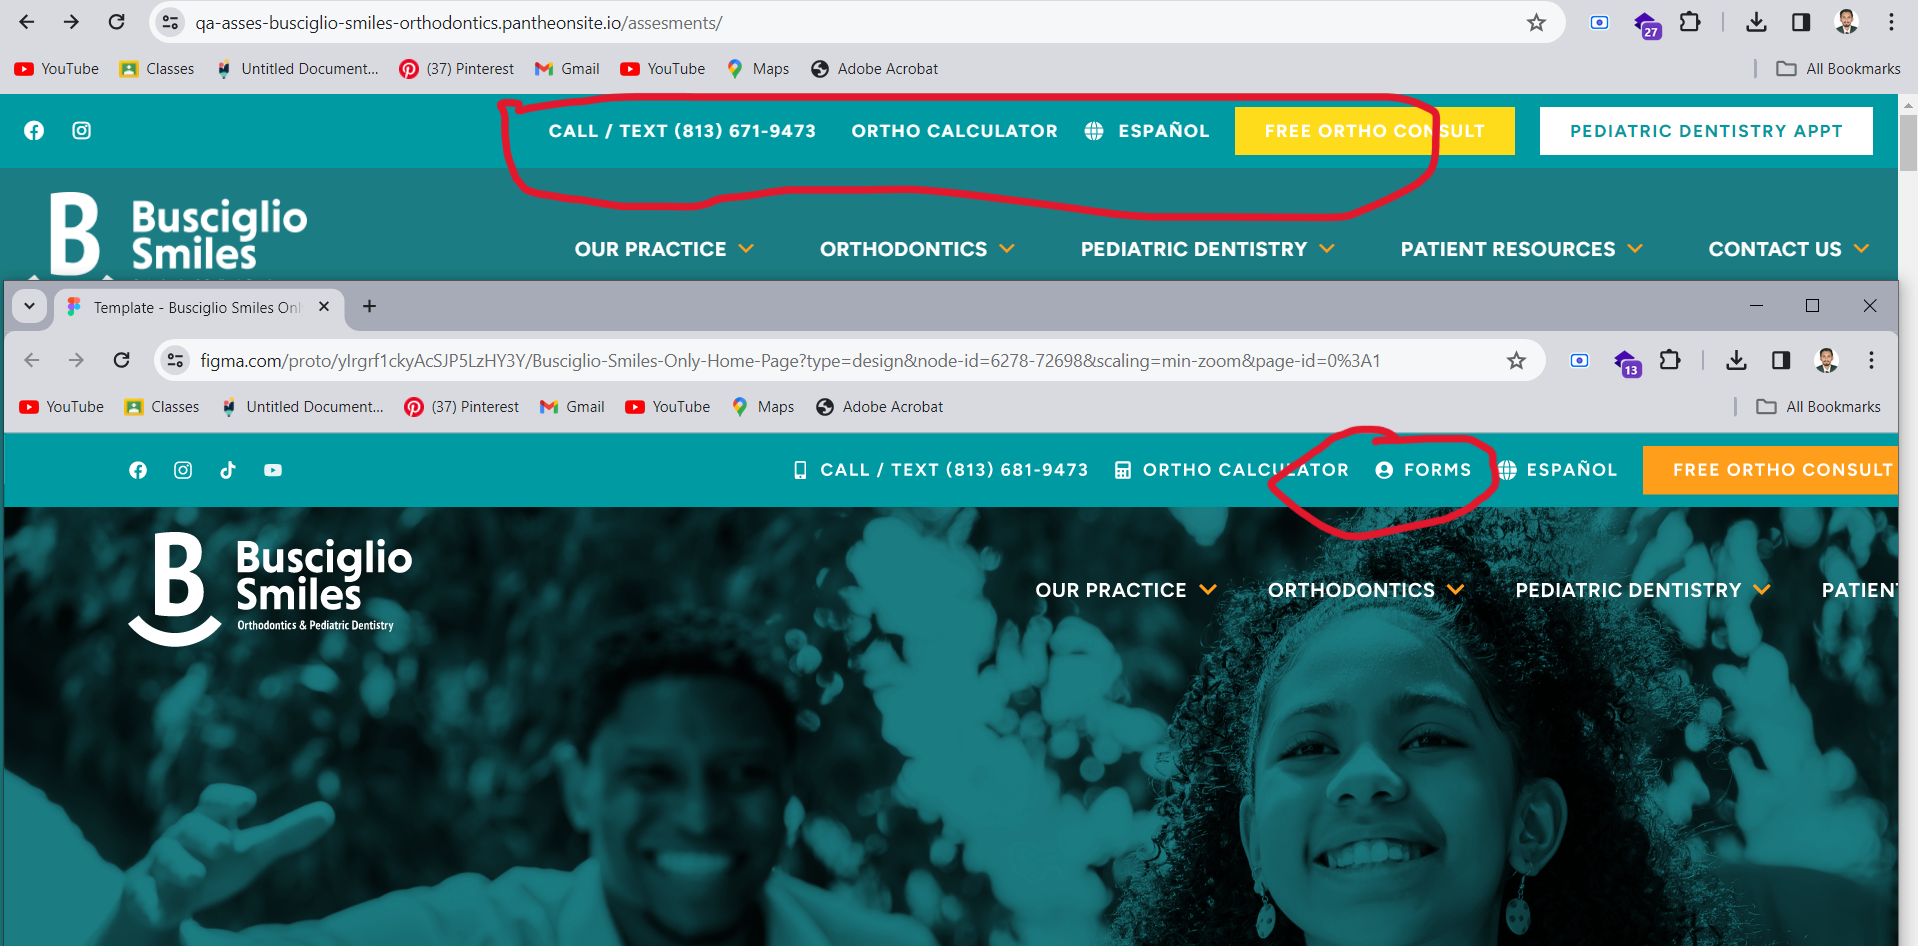 qa-asses-busciglio-smiles-orthodontics.pantheonsite.io/assesments/
27
YouTube Classes Untitled Document... (37) Pinterest Gmail YouTube Maps Adobe Acrobat All Bookmarks
CALL / TEXT (813) 671-9473 ORTHO CALCULATOR ESPAÑOL FREE ORTHO CONSULT PEDIATRIC DENTISTRY APPT
B Busciglio
Smiles
OUR PRACTICE ORTHODONTICS PEDIATRIC DENTISTRY PATIENT RESOURCES CONTACT US
Template - Busciglio Smiles Onl
figma.com/proto/yIrgrf1ckyAcSJP5LzHY3Y/Busciglio-Smiles-Only-Home-Page?type=design&node-id=6278-72698&scaling=min-zoom&page-id=0%3A1
13
YouTube Classes Untitled Document... (37) Pinterest Gmail YouTube Maps Adobe Acrobat All Bookmarks
CALL / TEXT (813) 681-9473 ORTHO CALCULATOR FORMS ESPAÑOL FREE ORTHO CONSULT
B Busciglio
Smiles
Orthodontics & Pediatric Dentistry
OUR PRACTICE ORTHODONTICS PEDIATRIC DENTISTRY PATIEN